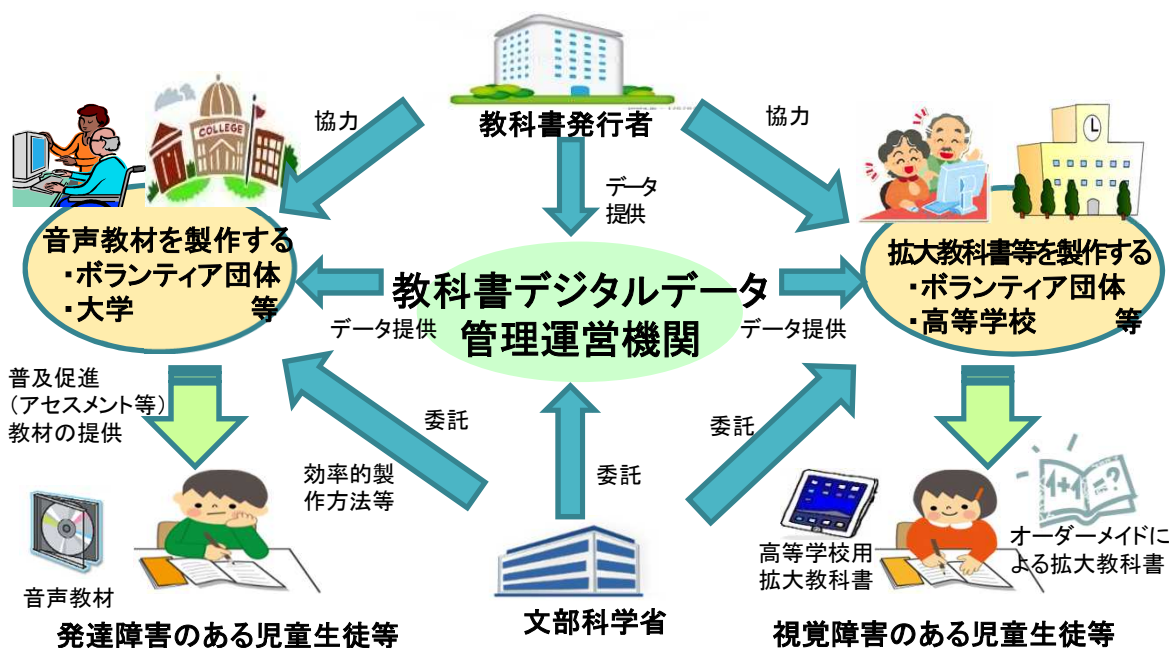 COLLEGE
教科書発行者
協力
協力
データ
提供
音声教材を製作する
・ボランティア団体
・大学　　　　等
教科書デジタルデータ
管理運営機関
拡大教科書等を製作する
・ボランティア団体
・高等学校　　　　等
データ提供
データ提供
普及促進
（アセスメント等）
教材の提供
委託
委託
委託
効率的製
作方法等
1+1=?
音声教材
高等学校用
拡大教科書
オーダーメイドに
よる拡大教科書
発達障害のある児童生徒等
文部科学省
視覚障害のある児童生徒等